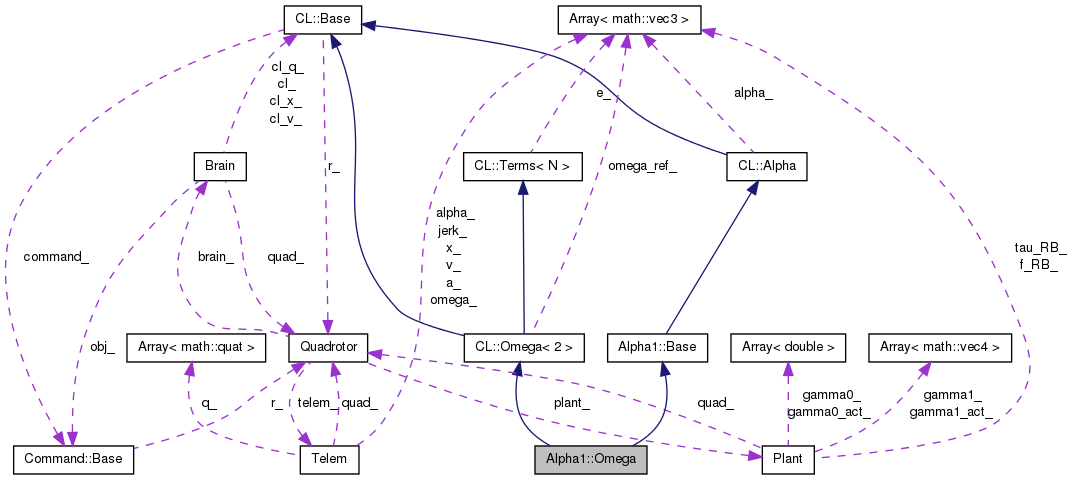 CL::Base
Array< math::vec3 >
cl_q_
cl_
cl_x_
cl_v_
e_
alpha_
Brain
r_
CL::Terms< N >
omega_ref_
CL::Alpha
alpha_
jerk_
x_
v_
a_
omega_
command_
brain_
quad_
tau_RB_
f_RB_
obj_
Array< math::quat >
Quadrotor
CL::Omega< 2 >
Alpha1::Base
Array< double >
Array< math::vec4 >
q_
r_
telem_
quad_
plant_
quad_
gamma0_
gamma0_act_
gamma1_
gamma1_act_
Command::Base
Telem
Alpha1::Omega
Plant